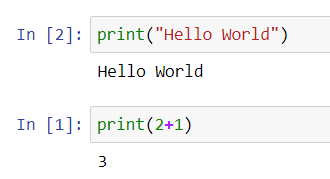 In [2]: print("Hello World")
Hello World
In [1]: print(2+1)
3